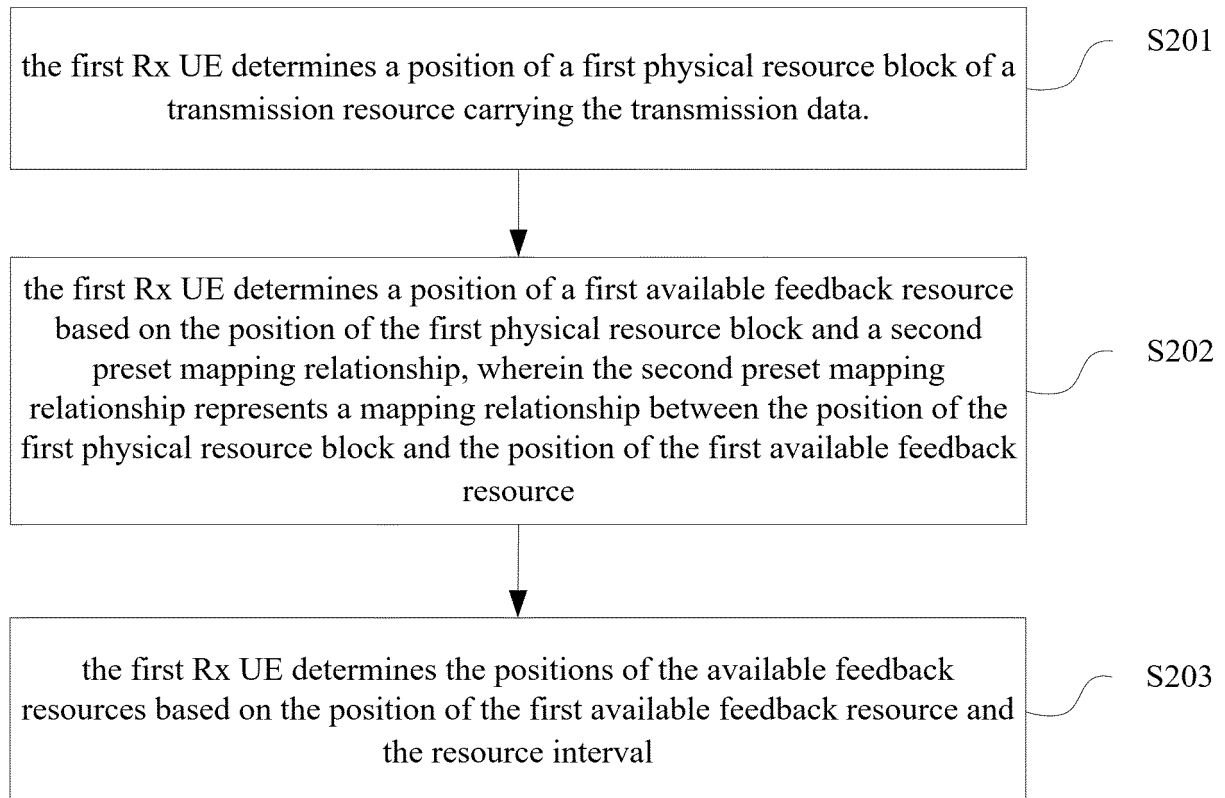 the first Rx UE determines a position of a first physical resource block of a
transmission resource carrying the transmission data.
S201
the first Rx UE determines a position of a first available feedback resource
based on the position of the first physical resource block and a second
preset mapping relationship, wherein the second preset mapping
relationship represents a mapping relationship between the position of the
first physical resource block and the position of the first available feedback
resource
S202
the first Rx UE determines the positions of the available feedback
resources based on the position of the first available feedback resource and
the resource interval
S203